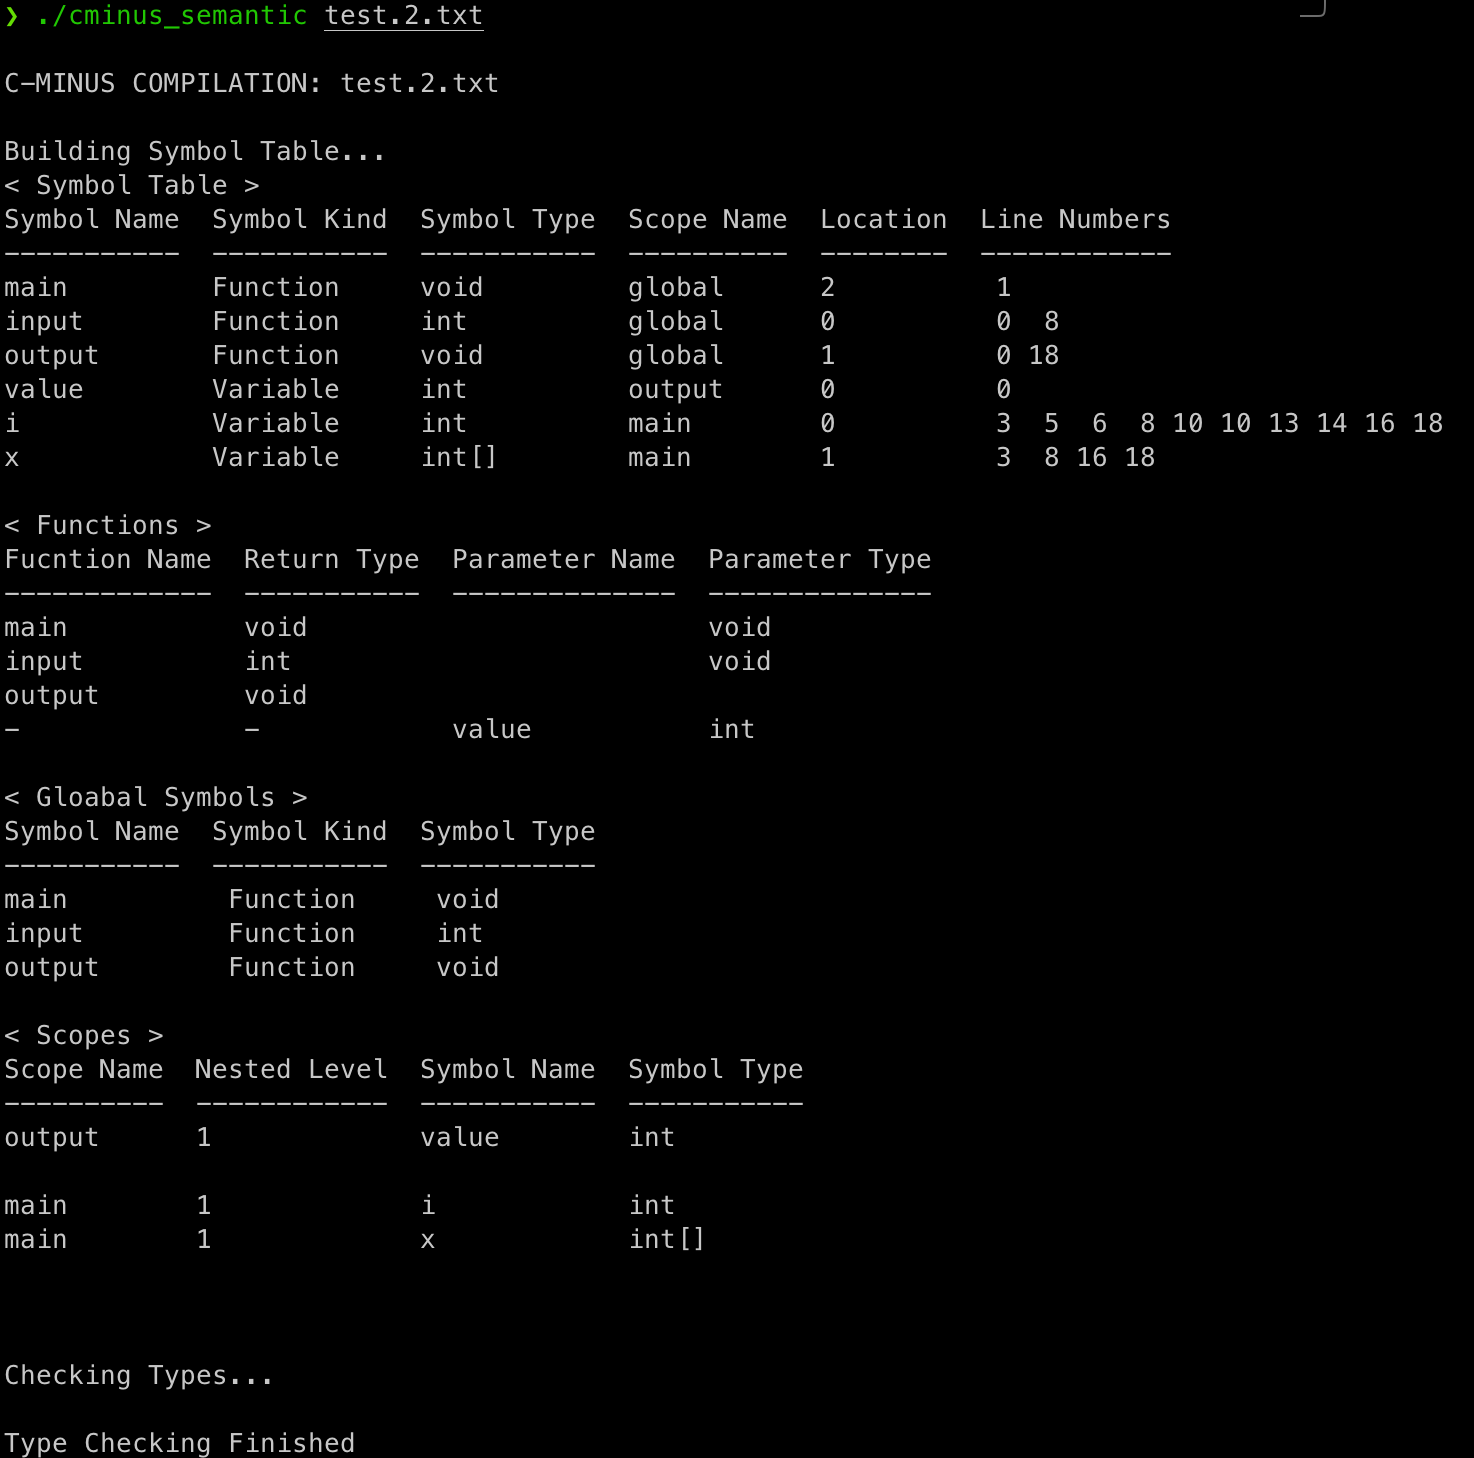 ❯ ./cminus_semantic test.2.txt
C-MINUS COMPILATION: test.2.txt
Building Symbol Table...
< Symbol Table >
Symbol Name  Symbol Kind  Symbol Type  Scope Name  Location  Line Numbers
-----------  -----------  -----------  ----------  --------  ------------
main         Function     void         global      2          1
input        Function     int          global      0          0  8
output       Function     void         global      1          0 18
value        Variable     int          output      0          0
i            Variable     int          main        0          3  5  6  8 10 10 13 14 16 18
x            Variable     int[]        main        1          3  8 16 18
< Functions >
Fucntion Name  Return Type  Parameter Name  Parameter Type
-------------  -----------  --------------  --------------
main           void                         void
input          int                          void
output         void
-              -            value           int
< Gloabal Symbols >
Symbol Name  Symbol Kind  Symbol Type
-----------  -----------  -----------
main          Function     void
input         Function     int
output        Function     void
< Scopes >
Scope Name  Nested Level  Symbol Name  Symbol Type
----------  ------------  -----------  -----------
output      1             value        int
main        1             i            int
main        1             x            int[]
Checking Types...
Type Checking Finished